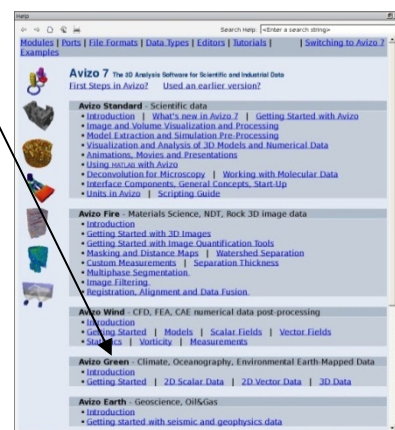 Help
Search Help: <Enter a search string>
Modules | Ports | File Formats | Data Types | Editors | Tutorials | | Switching to Avizo 7
Examples
Avizo 7 The 3D Analysis Software for Scientific and Industrial Data
First Steps in Avizo? Used an earlier version?
Avizo Standard - Scientific data
• Introduction | What's new in Avizo 7 | Getting Started with Avizo
• Image and Volume Visualization and Processing
• Model Extraction and Simulation Pre-Processing
• Visualization and Analysis of 3D Models and Numerical Data
• Animations, Movies and Presentations
• Using MATLAB with Avizo
• Deconvolution for Microscopy | Working with Molecular Data
• Interface Components, General Concepts, Start-Up
• Units in Avizo | Scripting Guide
Avizo Fire - Materials Science, NDT, Rock 3D image data
• Introduction
• Getting Started with 3D Images
• Getting Started with Image Quantification Tools
• Masking and Distance Maps | Watershed Separation
• Custom Measurements | Separation Thickness
• Multiphase Segmentation.
• Image Filtering.
• Registration, Alignment and Data Fusion.
Avizo Wind - CFD, FEA, CAE numerical data post-processing
• Introduction
• Getting Started | Models | Scalar Fields | Vector Fields
• Statistics | Vorticity | Measurements
Avizo Green - Climate, Oceanography, Environmental Earth-Mapped Data
• Introduction
• Getting Started | 2D Scalar Data | 2D Vector Data | 3D Data
Avizo Earth - Geoscience, Oil&Gas
• Introduction
• Getting started with seismic and geophysics data